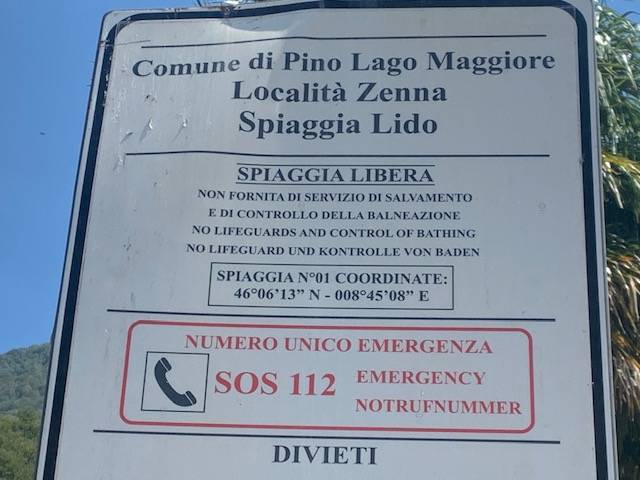 Comune di Pino Lago Maggiore
Località Zenna
Spiaggia Lido
SPIAGGIA LIBERA
NON FORNITA DI SERVIZIO DI SALVAMENTO
E DI CONTROLLO DELLA BALNEAZIONE
NO LIFEGUARDS AND CONTROL OF BATHING
NO LIFEGUARD UND KONTROLLE VON BADEN
SPIAGGIA N°01 COORDINATE:
46°06'13” N - 008°45'08” E
NUMERO UNICO EMERGENZA
SOS 112
EMERGENCY
NOTRUFNUMMER
DIVIETI